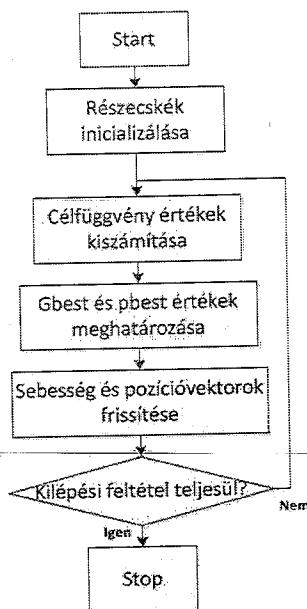 Start
Részecskék
inicializálása
Célfüggvény értékek
kiszámítása
Gbest és pbest értékek
meghatározása
Sebesség és pozícióvektorok
frissítése
Kilépési feltétel teljesül?
Nem
Igen
Stop